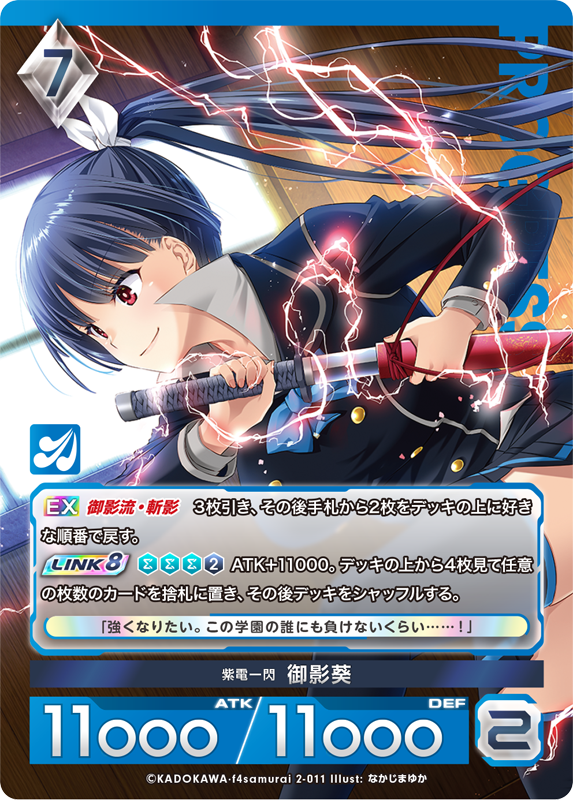 7
EX 御影流・斬影 3枚引き、その後手札から2枚をデッキの上に好き
な順番で戻す。
LINK 8 Σ Σ Σ 2 ATK+11000。デッキの上から4枚見て任意
の枚数のカードを捨札に置き、その後デッキをシャッフルする。
「強くなりたい。この学園の誰にも負けないくらい……！」
紫電一閃 御影葵
ATK DEF
11000/11000 2
©KADOKAWA·f4samurai 2-011 Illust: なかじまゆか